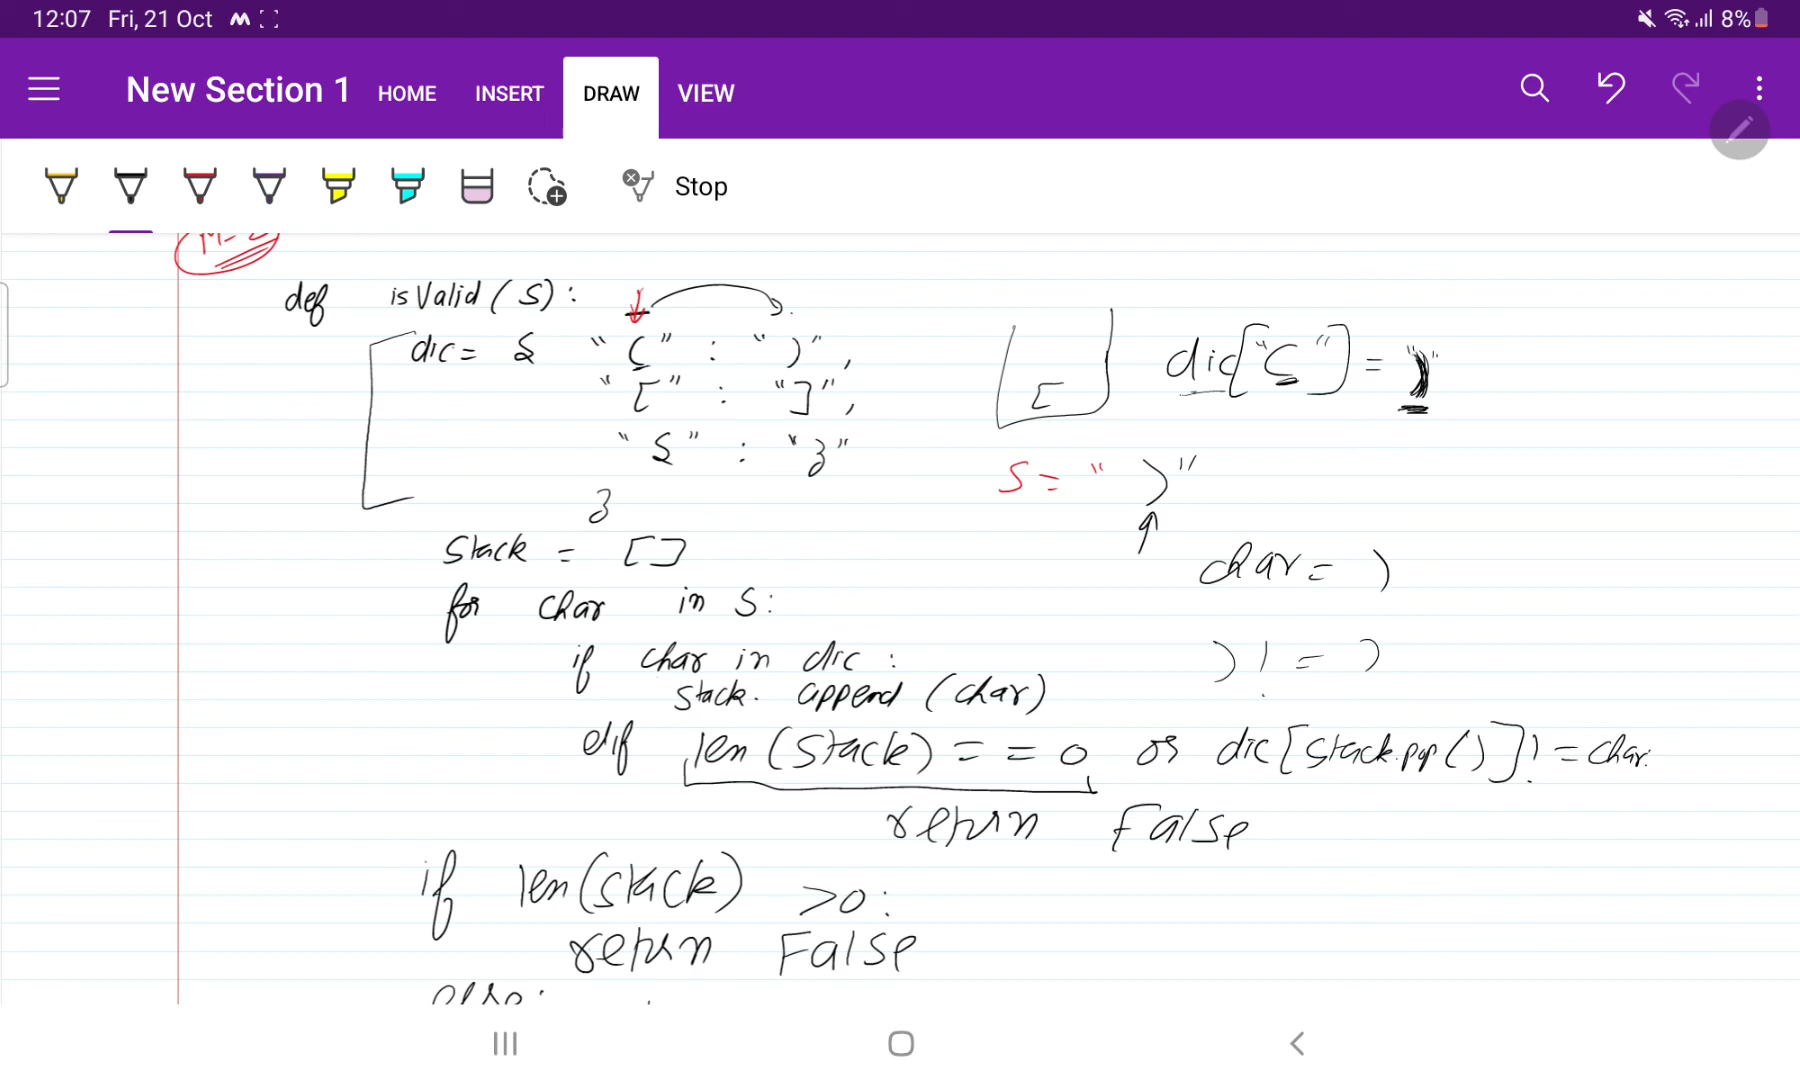 12:07 Fri, 21 Oct 8%
New Section 1 HOME INSERT DRAW VIEW
Stop
M-2
def isValid(S):
dic = { "(" : ")",
"[" : "]",
"{" : "}"
}
stack = []
for char in S:
if char in dic :
stack. append (char)
elif len (stack) == 0 or dic[stack.pop()] != char:
return False
if len(stack) >0:
return False
else:
[
dic["("] = ")"
S = " )"
char = )
) != )